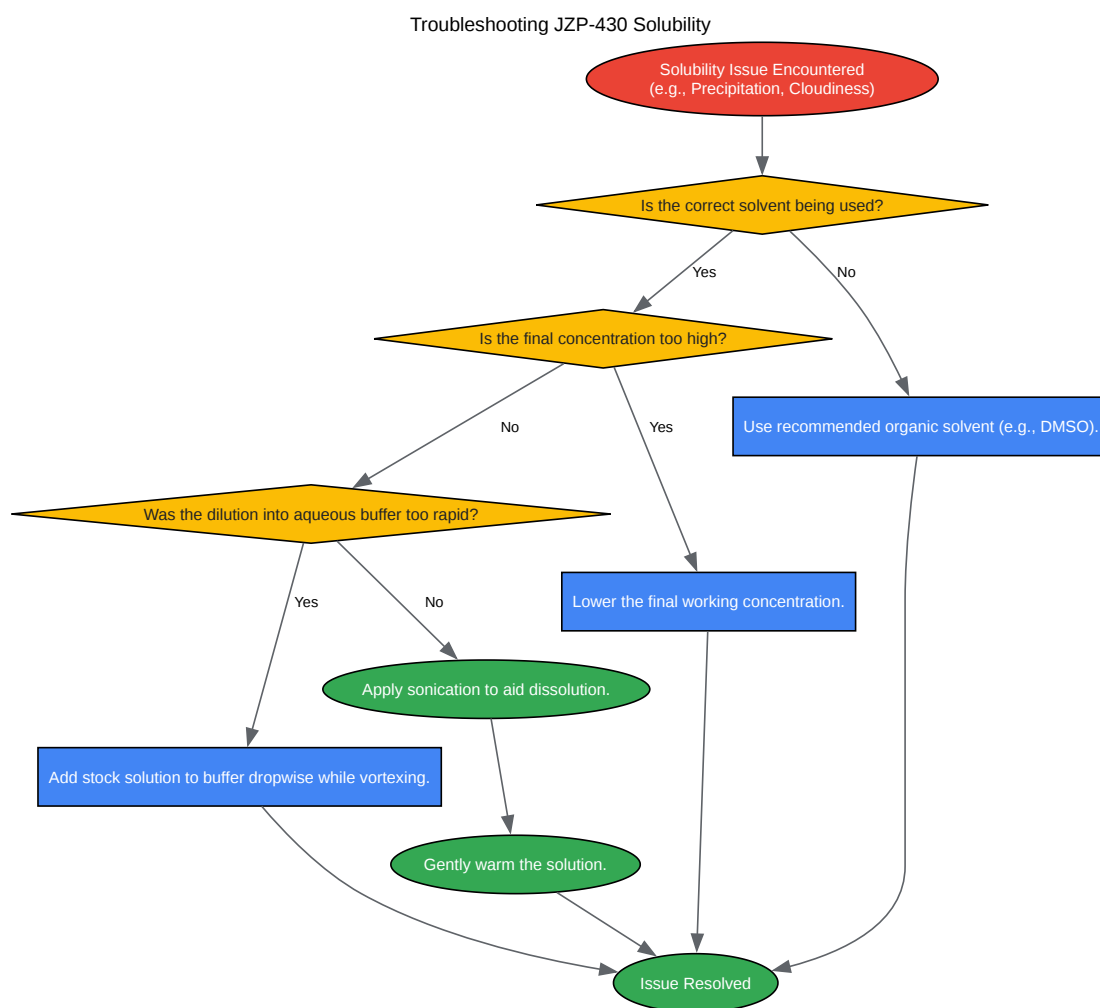 Troubleshooting JZP-430 Solubility
Solubility Issue Encountered
(e.g., Precipitation, Cloudiness)
Is the correct solvent being used?
Yes
No
Is the final concentration too high?
Use recommended organic solvent (e.g., DMSO).
No
Yes
Was the dilution into aqueous buffer too rapid?
Lower the final working concentration.
Yes
No
Apply sonication to aid dissolution.
Add stock solution to buffer dropwise while vortexing.
Gently warm the solution.
Issue Resolved